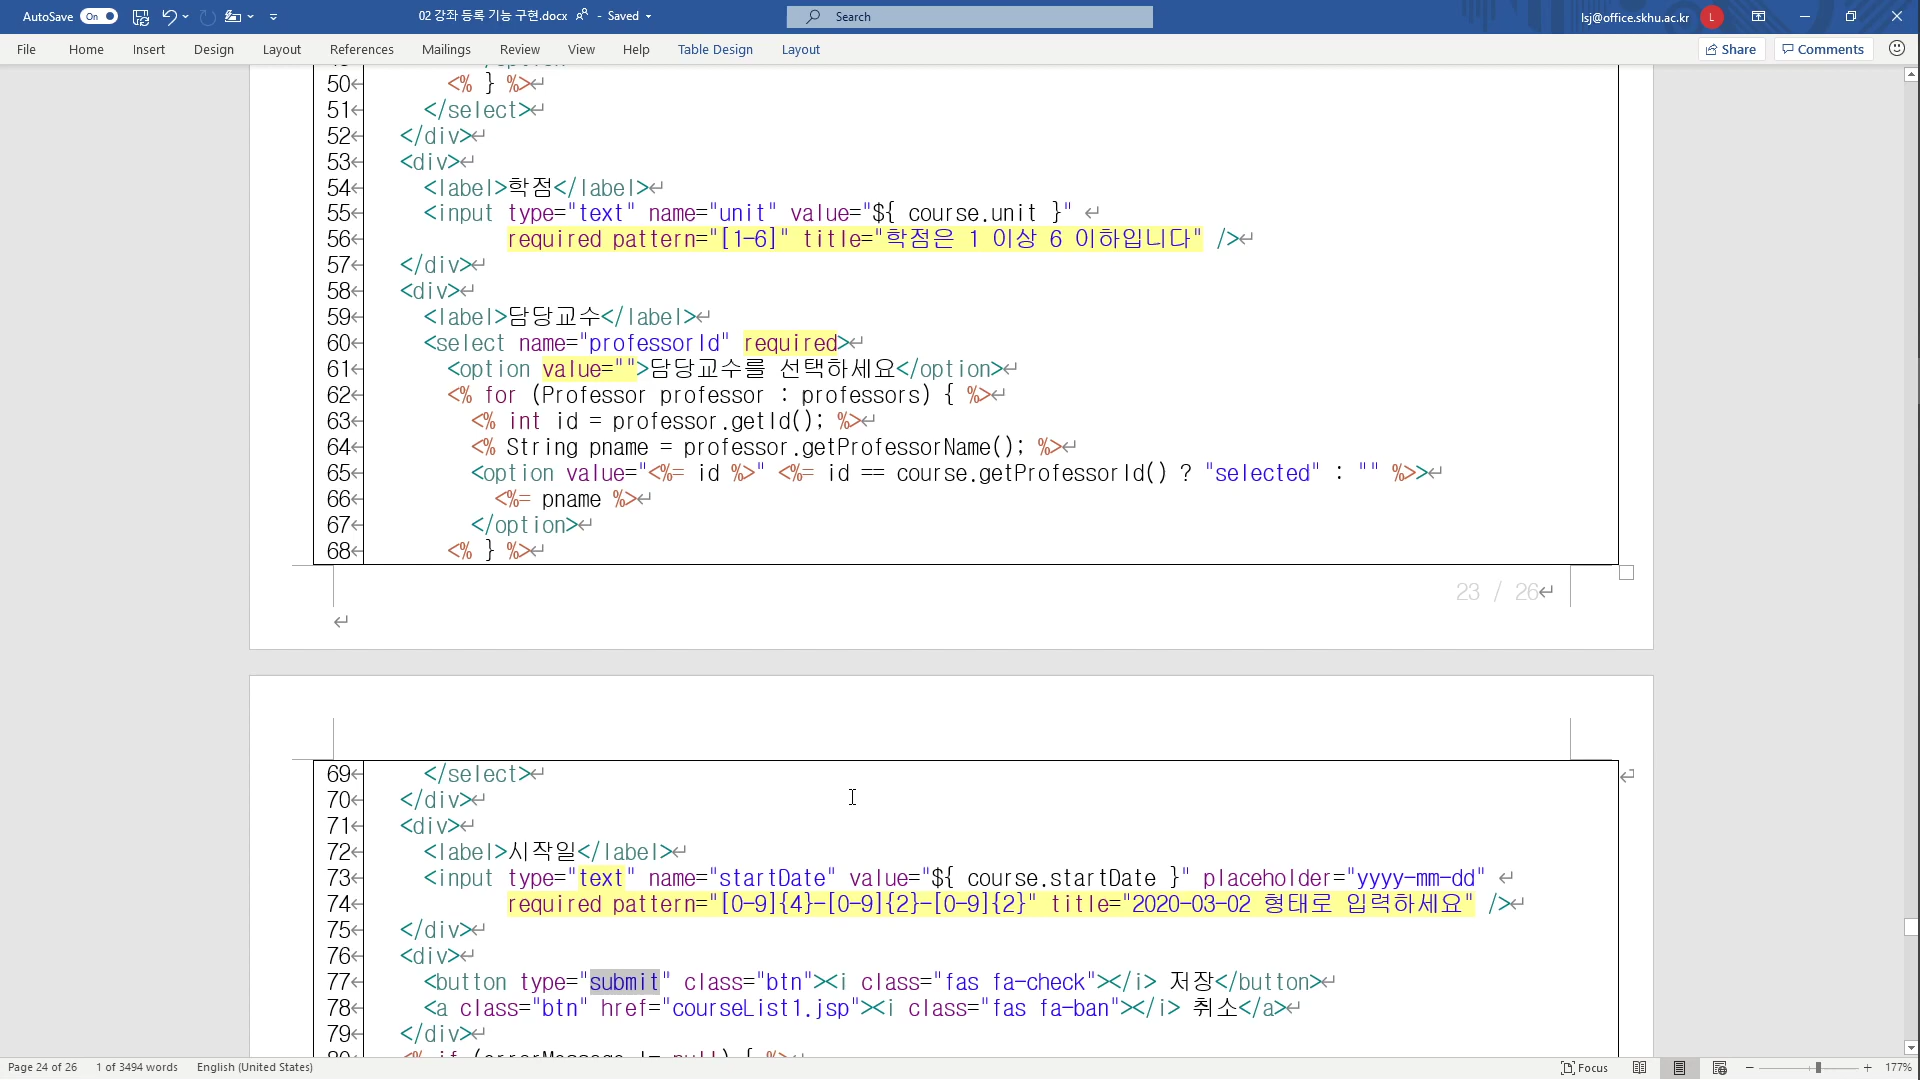 AutoSave On 02 강좌 등록 기능 구현.docx - Saved Search lsj@office.skhu.ac.kr L
File Home Insert Design Layout References Mailings Review View Help Table Design Layout Share Comments
50 <% } %>
51 </select>
52 </div>
53 <div>
54 <label>학점</label>
55 <input type="text" name="unit" value="${ course.unit }"
56 required pattern="[1-6]" title="학점은 1 이상 6 이하입니다" />
57 </div>
58 <div>
59 <label>담당교수</label>
60 <select name="professorId" required>
61 <option value="">담당교수를 선택하세요</option>
62 <% for (Professor professor : professors) { %>
63 <% int id = professor.getId(); %>
64 <% String pname = professor.getProfessorName(); %>
65 <option value="<%= id %>" <%= id == course.getProfessorId() ? "selected" : "" %>>
66 <%= pname %>
67 </option>
68 <% } %>
23 / 26
69 </select>
70 </div>
71 <div>
72 <label>시작일</label>
73 <input type="text" name="startDate" value="${ course.startDate }" placeholder="yyyy-mm-dd"
74 required pattern="[0-9]{4}-[0-9]{2}-[0-9]{2}" title="2020-03-02 형태로 입력하세요" />
75 </div>
76 <div>
77 <button type="submit" class="btn"><i class="fas fa-check"></i> 저장</button>
78 <a class="btn" href="courseList1.jsp"><i class="fas fa-ban"></i> 취소</a>
79 </div>
80 <% if (errorMessage != null) { %>
Page 24 of 26 1 of 3494 words English (United States) Focus 177%